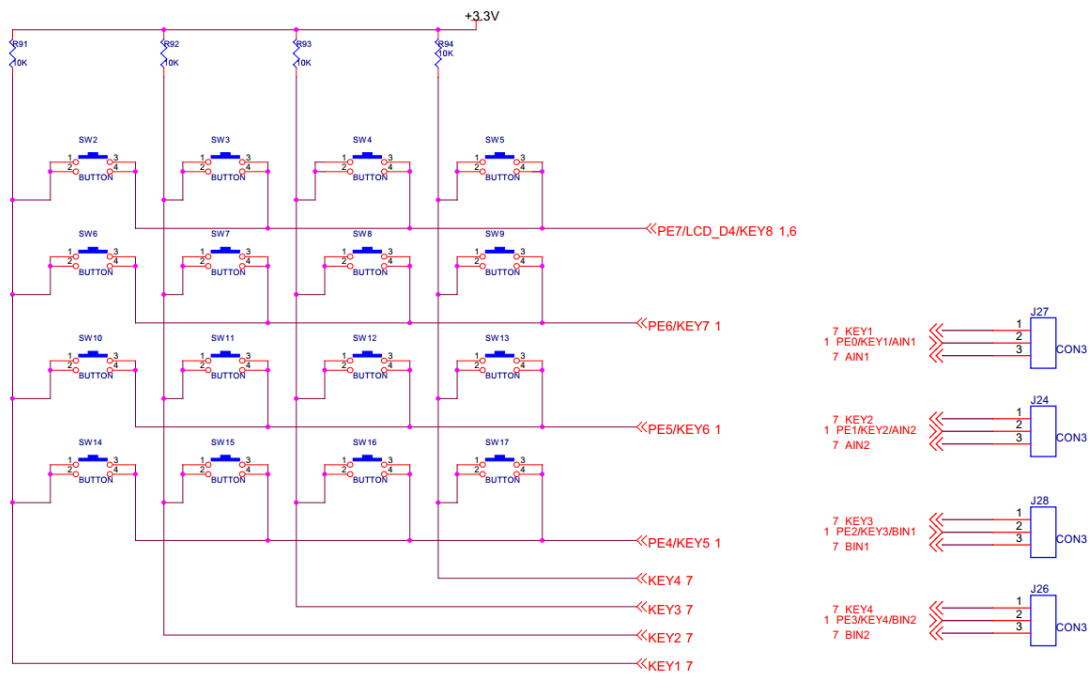 +3.3V
R91 R92 R93 R94
10K 10K 10K 10K
SW2 SW3 SW4 SW5
1 3 1 3 1 3 1 3
2 4 2 4 2 4 2 4
BUTTON BUTTON BUTTON BUTTON
PE7/LCD_D4/KEY8 1,6
SW6 SW7 SW8 SW9
1 3 1 3 1 3 1 3
2 4 2 4 2 4 2 4
BUTTON BUTTON BUTTON BUTTON
PE6/KEY7 1
SW10 SW11 SW12 SW13
1 3 1 3 1 3 1 3
2 4 2 4 2 4 2 4
BUTTON BUTTON BUTTON BUTTON
PE5/KEY6 1
SW14 SW15 SW16 SW17
1 3 1 3 1 3 1 3
2 4 2 4 2 4 2 4
BUTTON BUTTON BUTTON BUTTON
PE4/KEY5 1
KEY4 7
KEY3 7
KEY2 7
KEY1 7
J27
7 KEY1 1
1 PE0/KEY1/AIN1 2
7 AIN1 3 CON3
J24
7 KEY2 1
1 PE1/KEY2/AIN2 2
7 AIN2 3 CON3
J28
7 KEY3 1
1 PE2/KEY3/BIN1 2
7 BIN1 3 CON3
J26
7 KEY4 1
1 PE3/KEY4/BIN2 2
7 BIN2 3 CON3